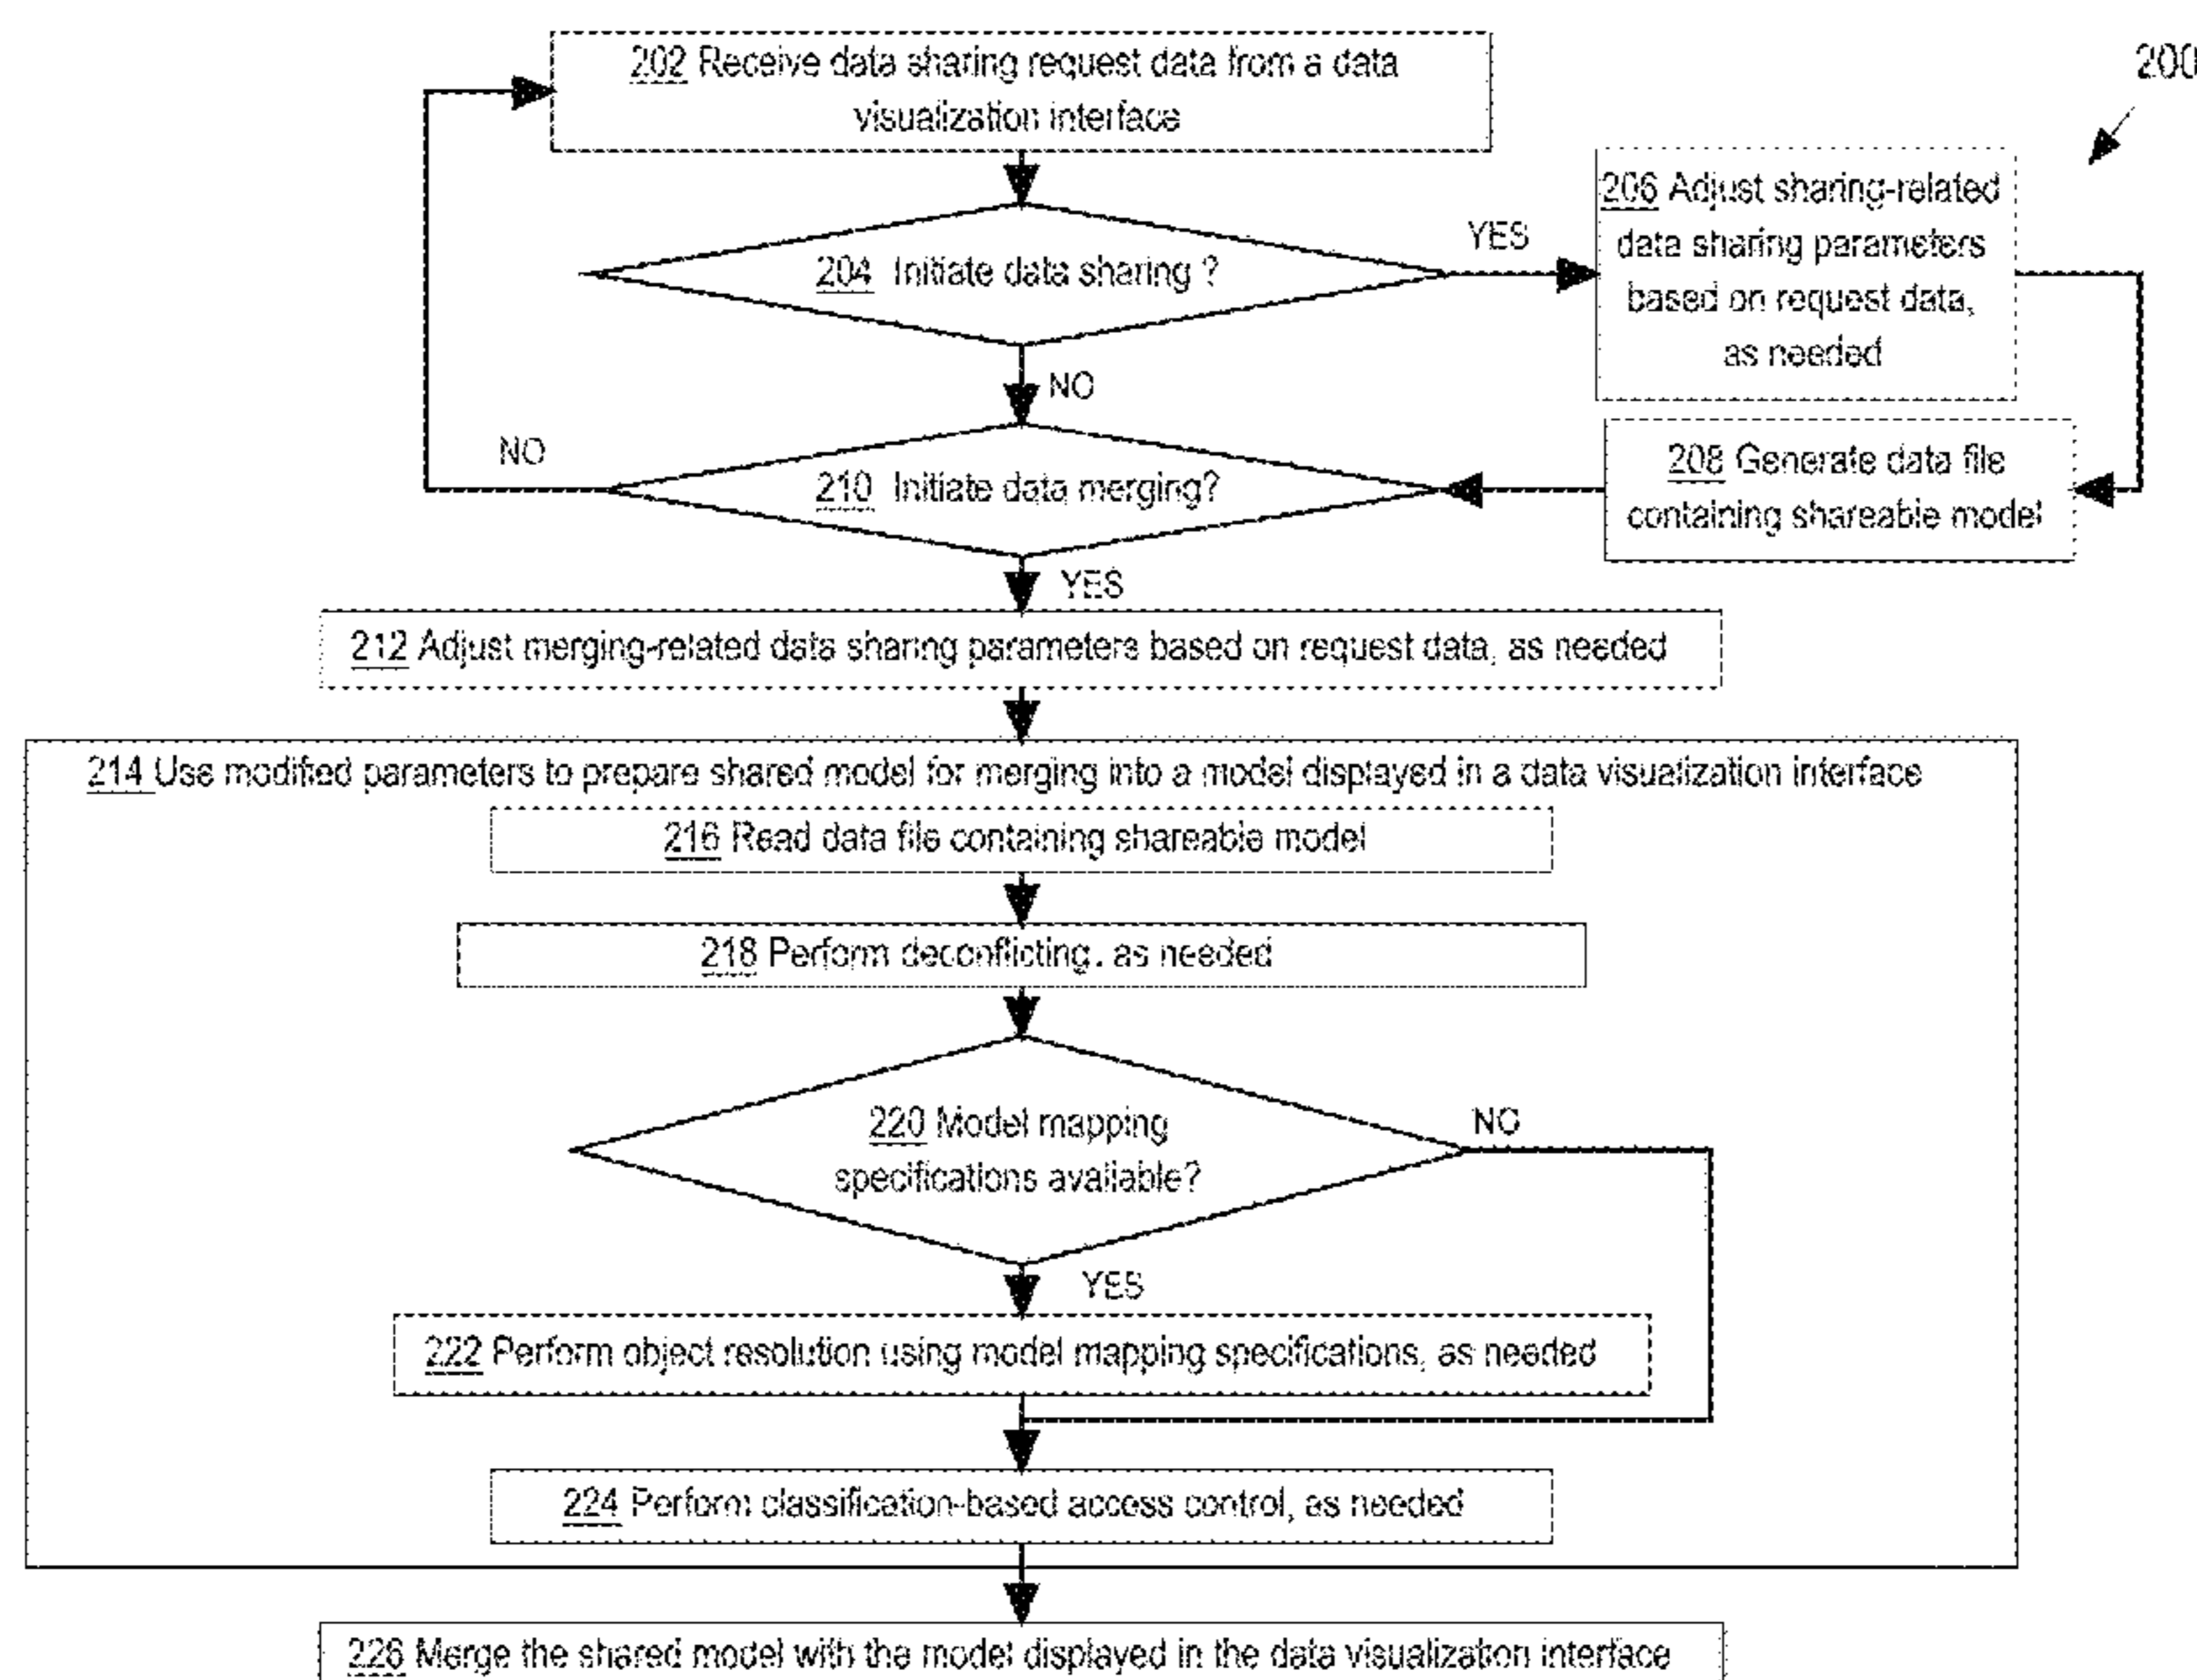 202 Receive data sharing request data from a data
visualization interface
200
204 Initiate data sharing ?
YES
206 Adjust sharing-related
data sharing parameters
based on request data,
as needed
NO
NO
210 Initiate data merging?
208 Generate data file
containing shareable model
YES
212 Adjust merging-related data sharing parameters based on request data, as needed
214 Use modified parameters to prepare shared model for merging into a model displayed in a data visualization interface
216 Read data file containing shareable model
218 Perform deconflicting, as needed
220 Model mapping
specifications available?
NO
YES
222 Perform object resolution using model mapping specifications, as needed
224 Perform classification-based access control, as needed
226 Merge the shared model with the model displayed in the data visualization interface